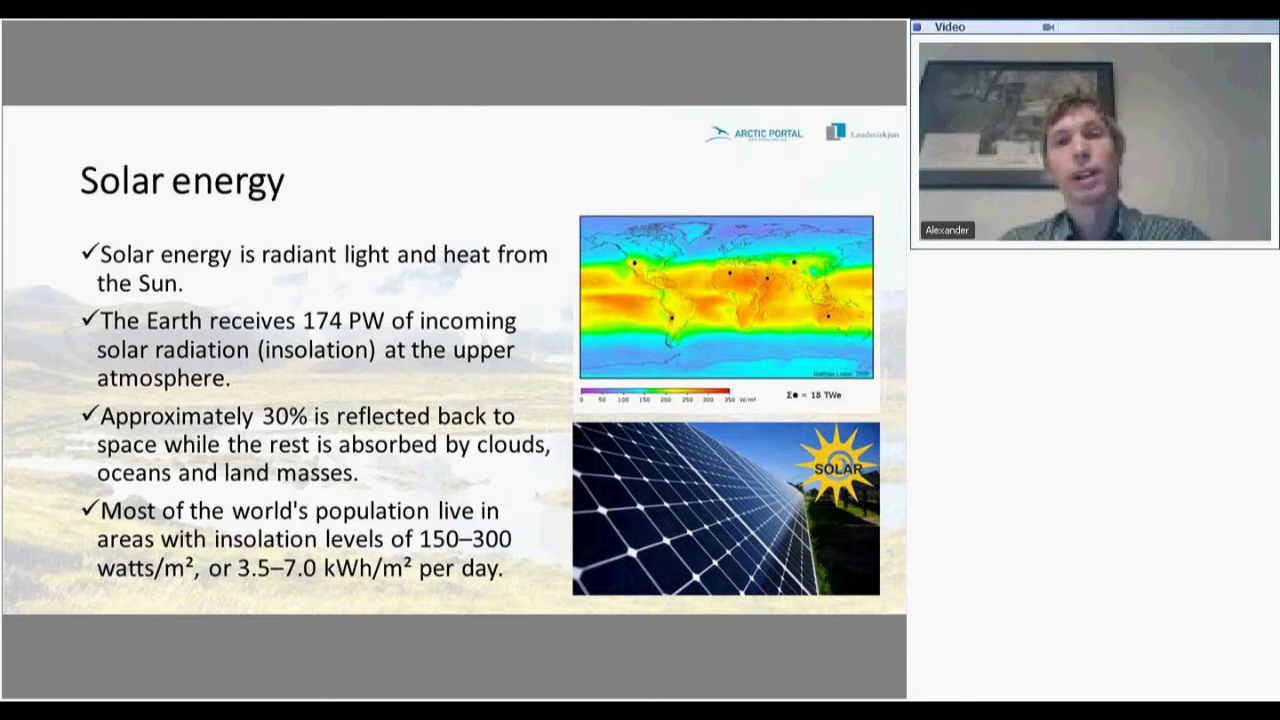 Video
ARCTIC PORTAL
Landsvirkjun
Solar energy
✓Solar energy is radiant light and heat from
the Sun.
✓The Earth receives 174 PW of incoming
solar radiation (insolation) at the upper
atmosphere.
✓Approximately 30% is reflected back to
space while the rest is absorbed by clouds,
oceans and land masses.
✓Most of the world's population live in
areas with insolation levels of 150–300
watts/m², or 3.5–7.0 kWh/m² per day.
0 50 100 150 200 250 300 350 W/m²
Σ● = 18 TWe
SOLAR
Alexander